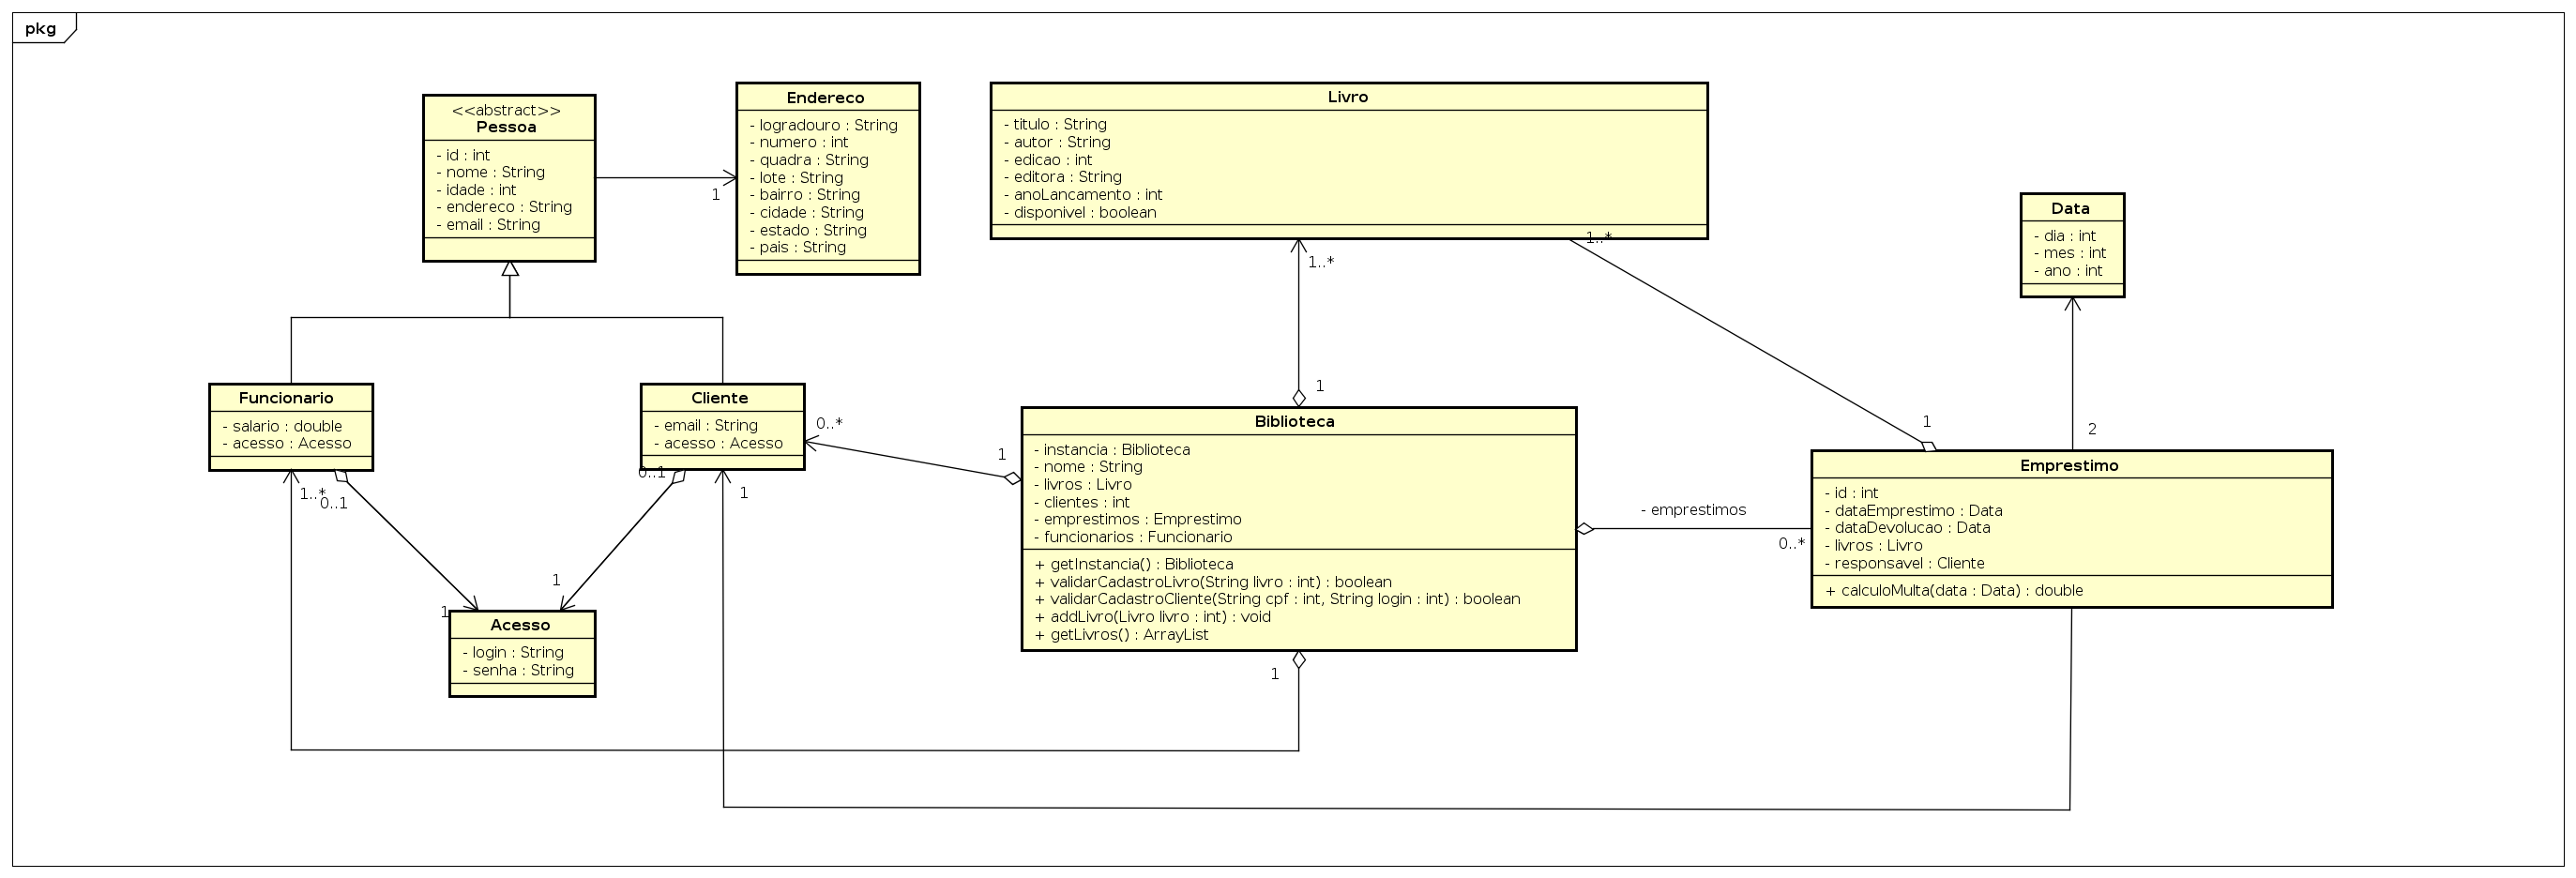 pkg
<<abstract>>
Pessoa
- id : int
- nome : String
- idade : int
- endereco : String
- email : String
1
Endereco
- logradouro : String
- numero : int
- quadra : String
- lote : String
- bairro : String
- cidade : String
- estado : String
- pais : String
Livro
- titulo : String
- autor : String
- edicao : int
- editora : String
- anoLancamento : int
- disponivel : boolean
1..*
1..*
Data
- dia : int
- mes : int
- ano : int
Funcionario
- salario : double
- acesso : Acesso
1..*
0..1
Cliente
- email : String
- acesso : Acesso
0..1
1
0..*
1
1
1
1
Acesso
- login : String
- senha : String
Biblioteca
- instancia : Biblioteca
- nome : String
- livros : Livro
- clientes : int
- emprestimos : Emprestimo
- funcionarios : Funcionario
+ getInstancia() : Biblioteca
+ validarCadastroLivro(String livro : int) : boolean
+ validarCadastroCliente(String cpf : int, String login : int) : boolean
+ addLivro(Livro livro : int) : void
+ getLivros() : ArrayList
1
- emprestimos
0..*
1
2
Emprestimo
- id : int
- dataEmprestimo : Data
- dataDevolucao : Data
- livros : Livro
- responsavel : Cliente
+ calculoMulta(data : Data) : double